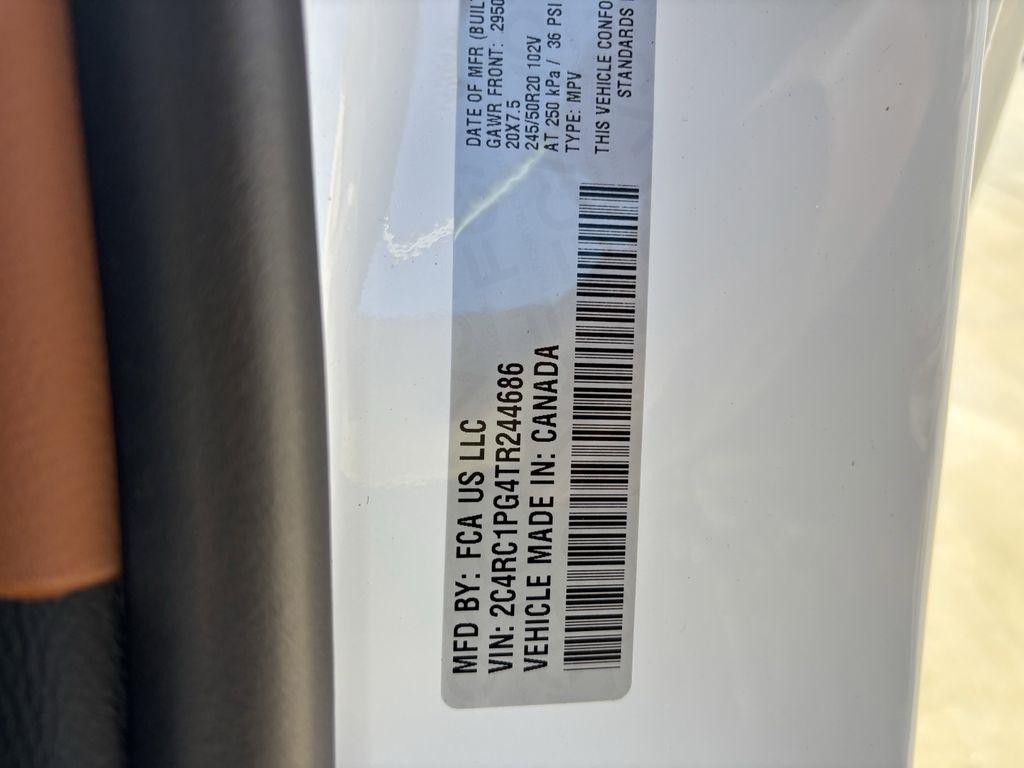 MFD BY: FCA US LLC
VIN: 2C4RC1PG4TR244686
VEHICLE MADE IN: CANADA
DATE OF MFR (BUIL
GAWR FRONT: 2950
20X7.5
245/50R20 102V
AT 250 kPa / 36 PSI
TYPE: MPV
THIS VEHICLE CONFO
STANDARDS